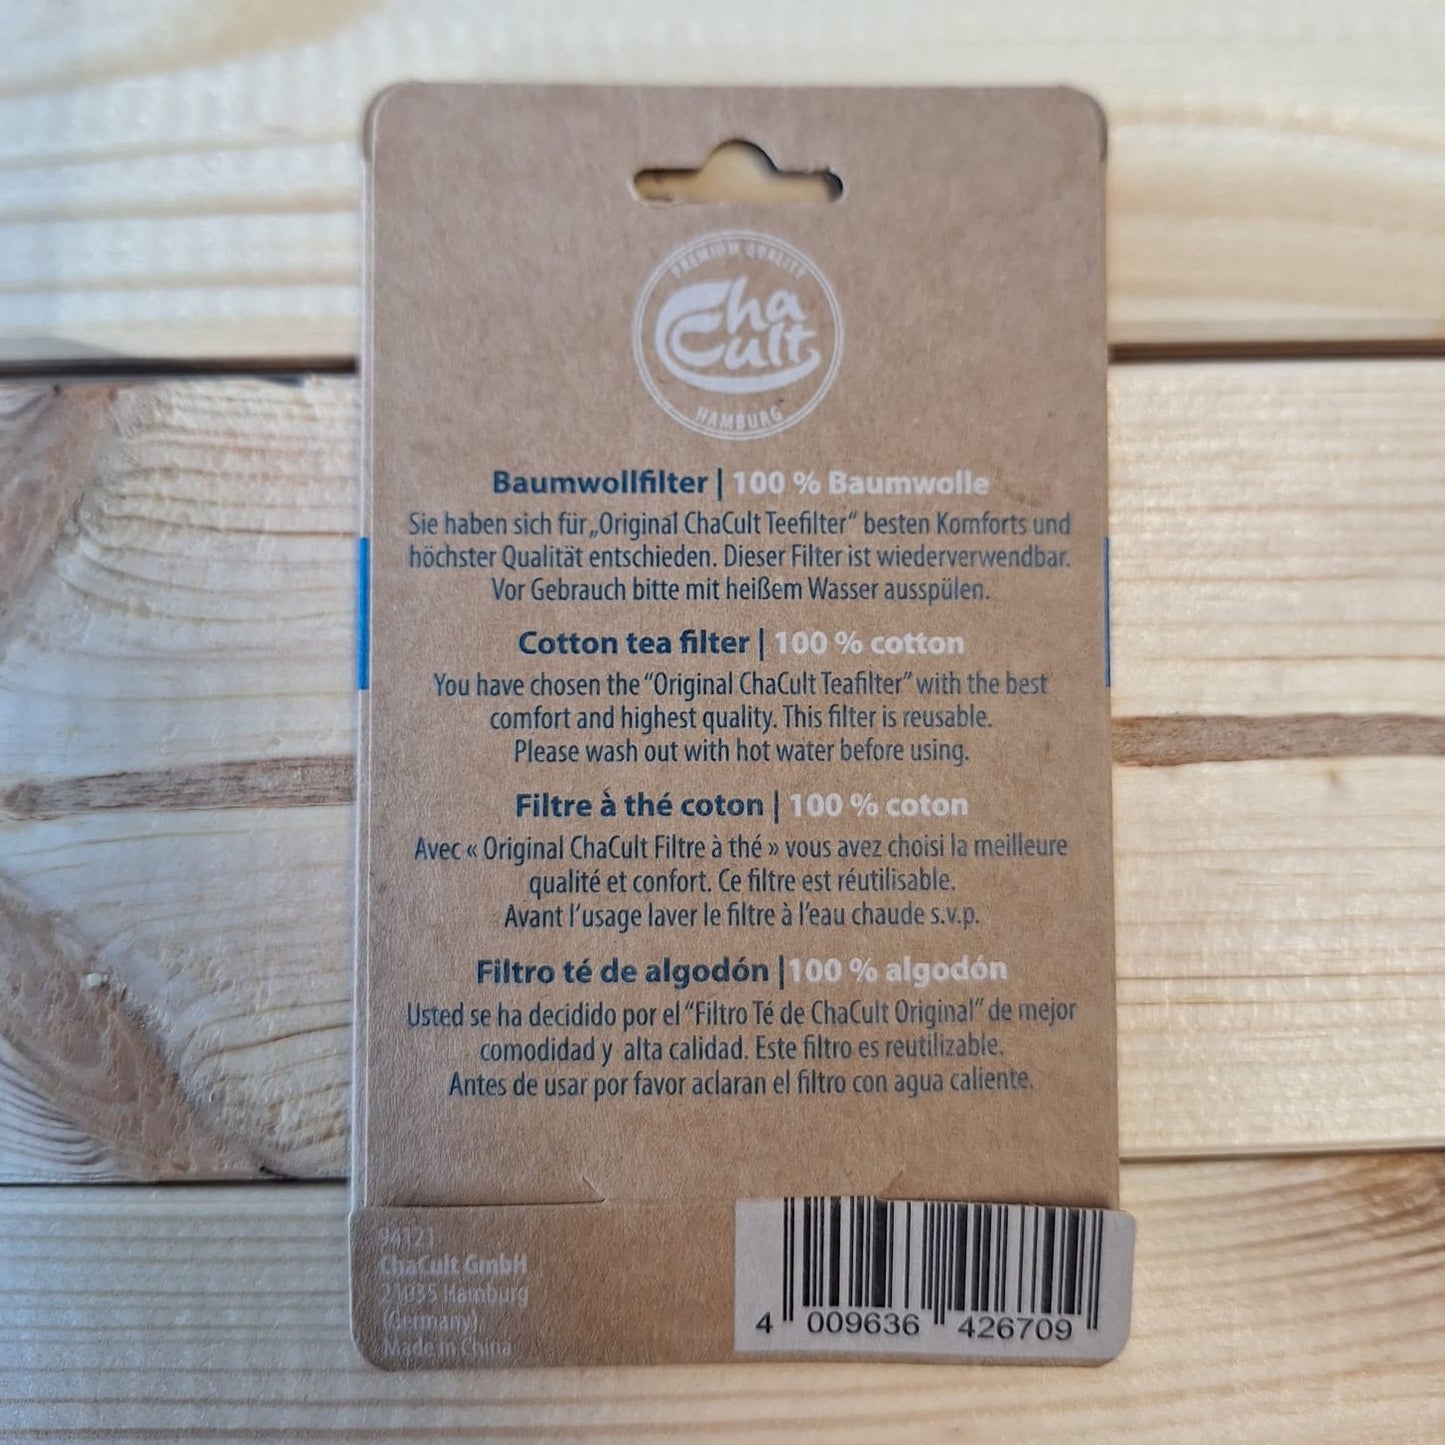 PREMIUM QUALITÉ
Cha
Cult
HAMBURG
Baumwollfilter | 100 % Baumwolle
Sie haben sich für „Original ChaCult Teefilter“ besten Komforts und
höchster Qualität entschieden. Dieser Filter ist wiederverwendbar.
Vor Gebrauch bitte mit heißem Wasser ausspülen.
Cotton tea filter | 100 % cotton
You have chosen the “Original ChaCult Teafilter” with the best
comfort and highest quality. This filter is reusable.
Please wash out with hot water before using.
Filtre à thé coton | 100 % coton
Avec « Original ChaCult Filtre à thé » vous avez choisi la meilleure
qualité et confort. Ce filtre est réutilisable.
Avant l’usage laver le filtre à l’eau chaude s.v.p.
Filtro té de algodón |100 % algodón
Usted se ha decidido por el “Filtro Té de ChaCult Original” de mejor
comodidad y alta calidad. Este filtro es reutilizable.
Antes de usar por favor aclaran el filtro con agua caliente.
94121
ChaCult GmbH
21035 Hamburg
(Germany)
Made in China
4 009636 426709